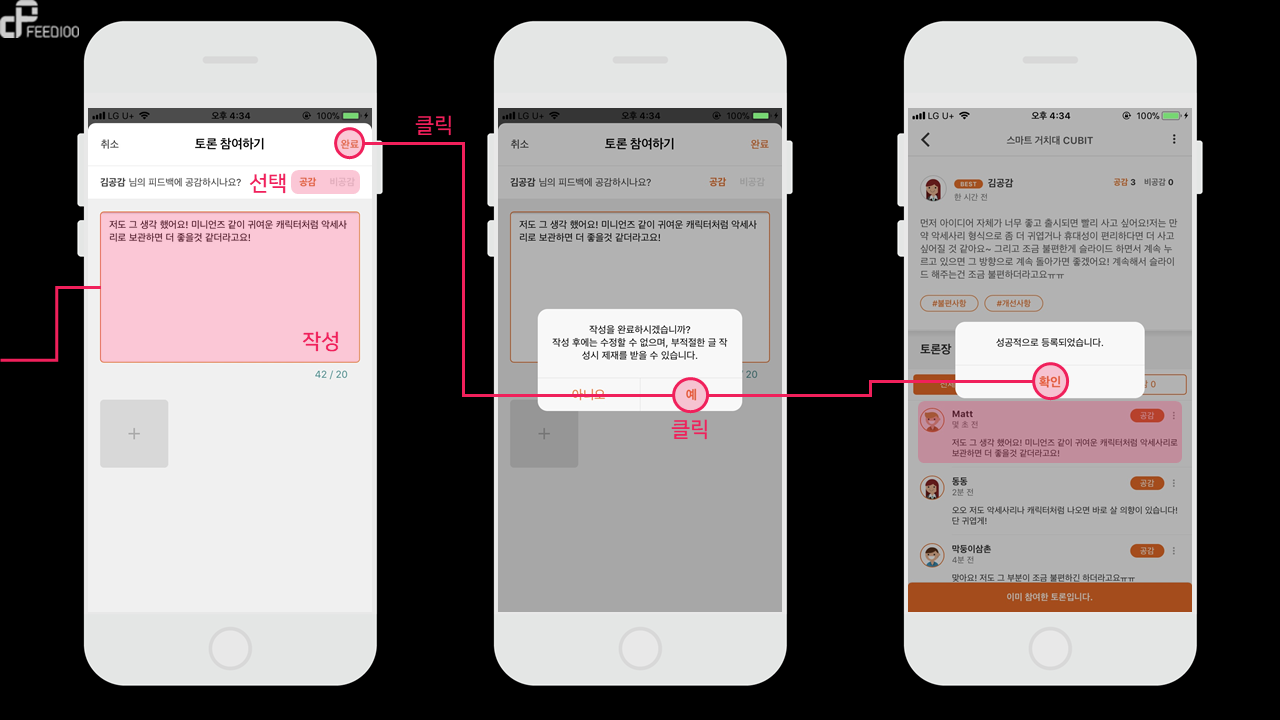 FEED100
LG U+ 오후 4:34 100%
취소 토론 참여하기 완료
김공감 님의 피드백에 공감하시나요? 선택 공감 비공감
저도 그 생각 했어요! 미니언즈 같이 귀여운 캐릭터처럼 악세사
리로 보관하면 더 좋을것 같더라고요!
작성
42 / 20
+
클릭
LG U+ 오후 4:34 100%
취소 토론 참여하기 완료
김공감 님의 피드백에 공감하시나요? 공감 비공감
저도 그 생각 했어요! 미니언즈 같이 귀여운 캐릭터처럼 악세사
리로 보관하면 더 좋을것 같더라고요!
작성을 완료하시겠습니까?
작성 후에는 수정할 수 없으며, 부적절한 글 작
성시 제재를 받을 수 있습니다.
/ 20
아니요 예
클릭
+
LG U+ 오후 4:34 100%
스마트 거치대 CUBIT
BEST 김공감 공감 3 비공감 0
한 시간 전
먼저 아이디어 자체가 너무 좋고 출시되면 빨리 사고 싶어요!저는 만
약 악세사리 형식으로 좀 더 귀엽거나 휴대성이 편리하다면 더 사고
싶어질 것 같아요~ 그리고 조금 불편한게 슬라이드 하면서 계속 누
르고 있으면 그 방향으로 계속 돌아가면 좋겠어요! 계속해서 슬라이
드 해주는건 조금 불편하더라고요ㅠㅠ
#불편사항 #개선사항
토론장
성공적으로 등록되었습니다.
확인
0
Matt 공감
몇 초 전
저도 그 생각 했어요! 미니언즈 같이 귀여운 캐릭터처럼 악세사리로
보관하면 더 좋을것 같더라고요!
동동 공감
2분 전
오오 저도 악세사리나 캐릭터처럼 나오면 바로 살 의향이 있습니다!
단 귀엽게!
막둥이삼촌 공감
4분 전
맞아요! 저도 그 부분이 조금 불편하긴 하더라고요ㅠㅠ
이미 참여한 토론입니다.